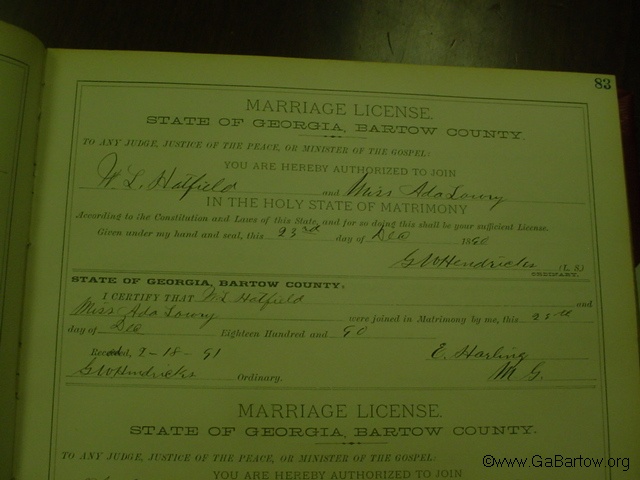 83
MARRIAGE LICENSE.
STATE OF GEORGIA, BARTOW COUNTY.
TO ANY JUDGE, JUSTICE OF THE PEACE, OR MINISTER OF THE GOSPEL:
YOU ARE HEREBY AUTHORIZED TO JOIN
W. L. Hatfield and Miss Ada Lowry
IN THE HOLY STATE OF MATRIMONY
According to the Constitution and Laws of this State, and for so doing this shall be your sufficient License.
Given under my hand and seal, this 23rd day of Dec 1890
G W Hendricks (L. S)
ORDINARY.
STATE OF GEORGIA, BARTOW COUNTY:
I CERTIFY THAT W L Hatfield and
Miss Ada Lowry were joined in Matrimony by me, this
day of Dec Eighteen Hundred and 90
Recorded, 2-18-91 E. Harling
G W Hendricks Ordinary. M G.
MARRIAGE LICENSE.
STATE OF GEORGIA, BARTOW COUNTY.
TO ANY JUDGE, JUSTICE OF THE PEACE, OR MINISTER OF THE GOSPEL:
YOU ARE HEREBY AUTHORIZED TO JOIN
©www.GaBartow.org